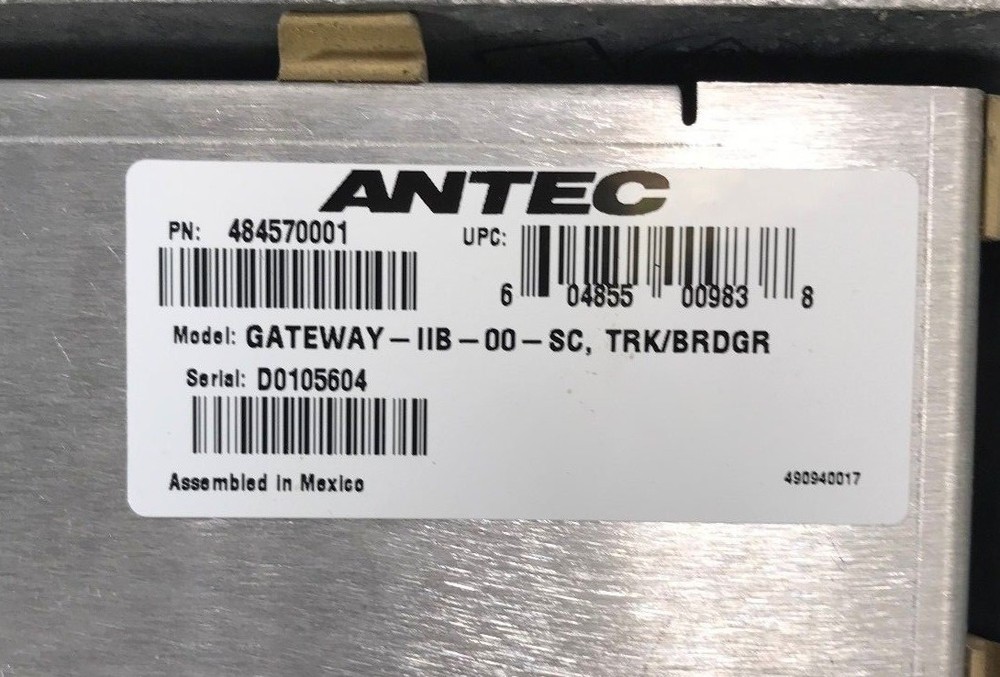 ANTEC
PN: 484570001
UPC: 6 04855 00983 8
Model: GATEWAY-IIB-00-SC, TRK/BRDGR
Serial: D0105604
Assembled in Mexico
490940017